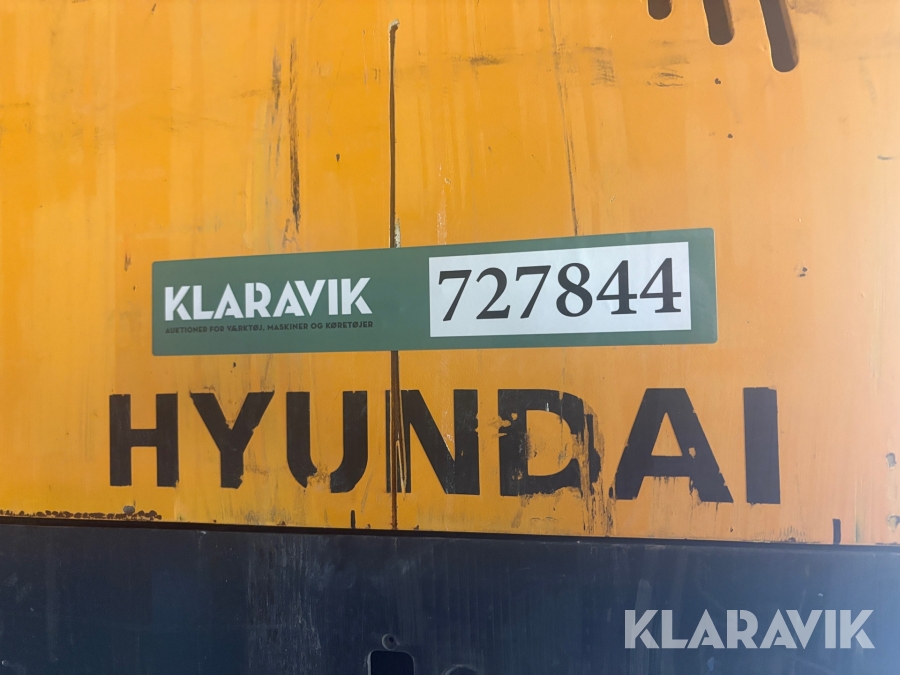 KLARAVIK
AUKTIONER FOR VÆRKTØJ, MASKINER OG KØRETØJER
727844
HYUNDAI
KLARAVIK